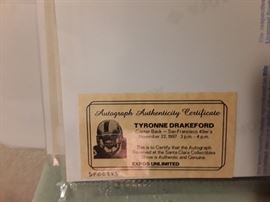 Autograph Authenticity Certificate
TYRONNE DRAKEFORD
Corner Back — San Francisco 49er's
November 22, 1997 3 p.m. - 4 p.m.
This is to Certify that the Autograph
Received at the Santa Clara Collectibles
Show is Authentic and Genuine.
EXPOS UNLIMITED